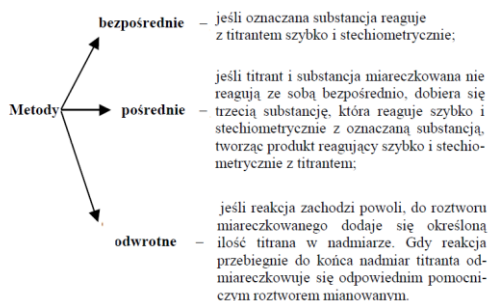 bezpośrednie – jeśli oznaczana substancja reaguje
z titrantem szybko i stechiometrycznie;
jeśli titrant i substancja miareczkowana nie
reagują ze sobą bezpośrednio, dobiera się
Metody pośrednie – trzecią substancję, która reaguje szybko i
stechiometrycznie z oznaczaną substancją,
tworząc produkt reagujący szybko i stechio-
metrycznie z titrantem;
jeśli reakcja zachodzi powoli, do roztworu
miareczkowanego dodaje się określoną
odwrotne – ilość titrana w nadmiarze. Gdy reakcja
przebiegnie do końca nadmiar titranta od-
miareczkowuje się odpowiednim pomocni-
czym roztworem mianowanym.